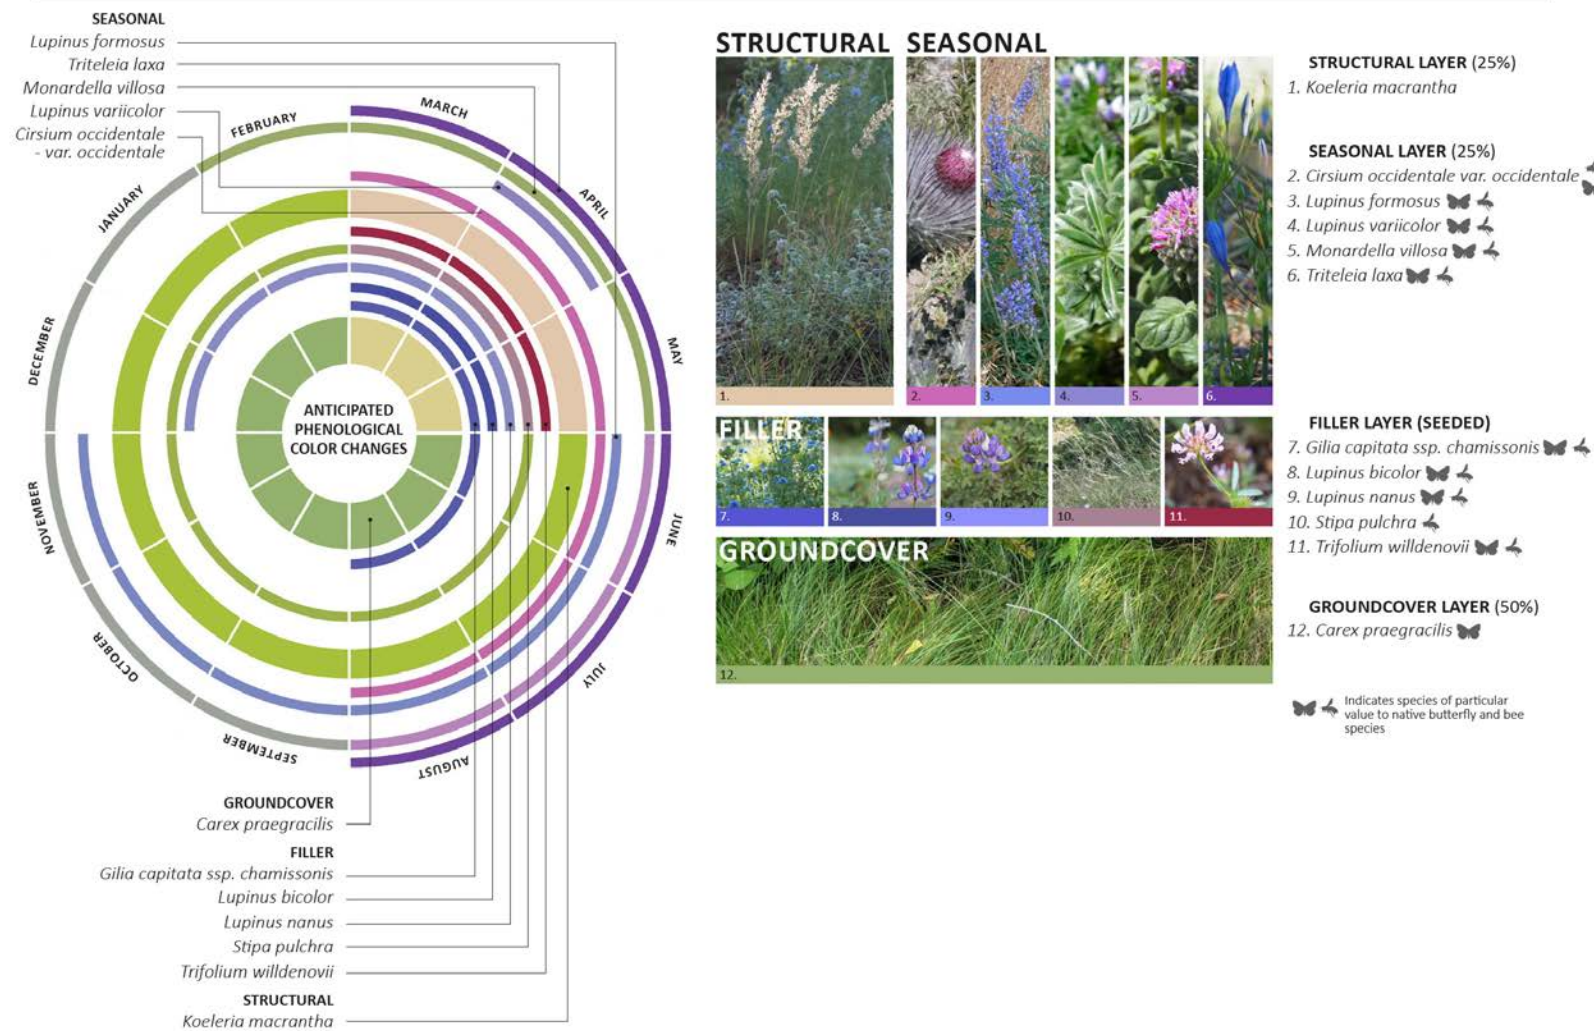 SEASONAL
Lupinus formosus
Triteleia laxa
Monardella villosa
Lupinus variicolor
Cirsium occidentale
- var. occidentale
JANUARY
FEBRUARY
MARCH
APRIL
MAY
JUNE
JULY
AUGUST
SEPTEMBER
OCTOBER
NOVEMBER
DECEMBER
ANTICIPATED
PHENOLOGICAL
COLOR CHANGES
GROUNDCOVER
Carex praegracilis
FILLER
Gilia capitata ssp. chamissonis
Lupinus bicolor
Lupinus nanus
Stipa pulchra
Trifolium willdenovii
STRUCTURAL
Koeleria macrantha
STRUCTURAL SEASONAL
1. 2. 3. 4. 5. 6.
FILLER
7. 8. 9. 10. 11.
GROUNDCOVER
12.
STRUCTURAL LAYER (25%)
1. Koeleria macrantha
SEASONAL LAYER (25%)
2. Cirsium occidentale var. occidentale
3. Lupinus formosus
4. Lupinus variicolor
5. Monardella villosa
6. Triteleia laxa
FILLER LAYER (SEEDED)
7. Gilia capitata ssp. chamissonis
8. Lupinus bicolor
9. Lupinus nanus
10. Stipa pulchra
11. Trifolium willdenovii
GROUNDCOVER LAYER (50%)
12. Carex praegracilis
Indicates species of particular
value to native butterfly and bee
species